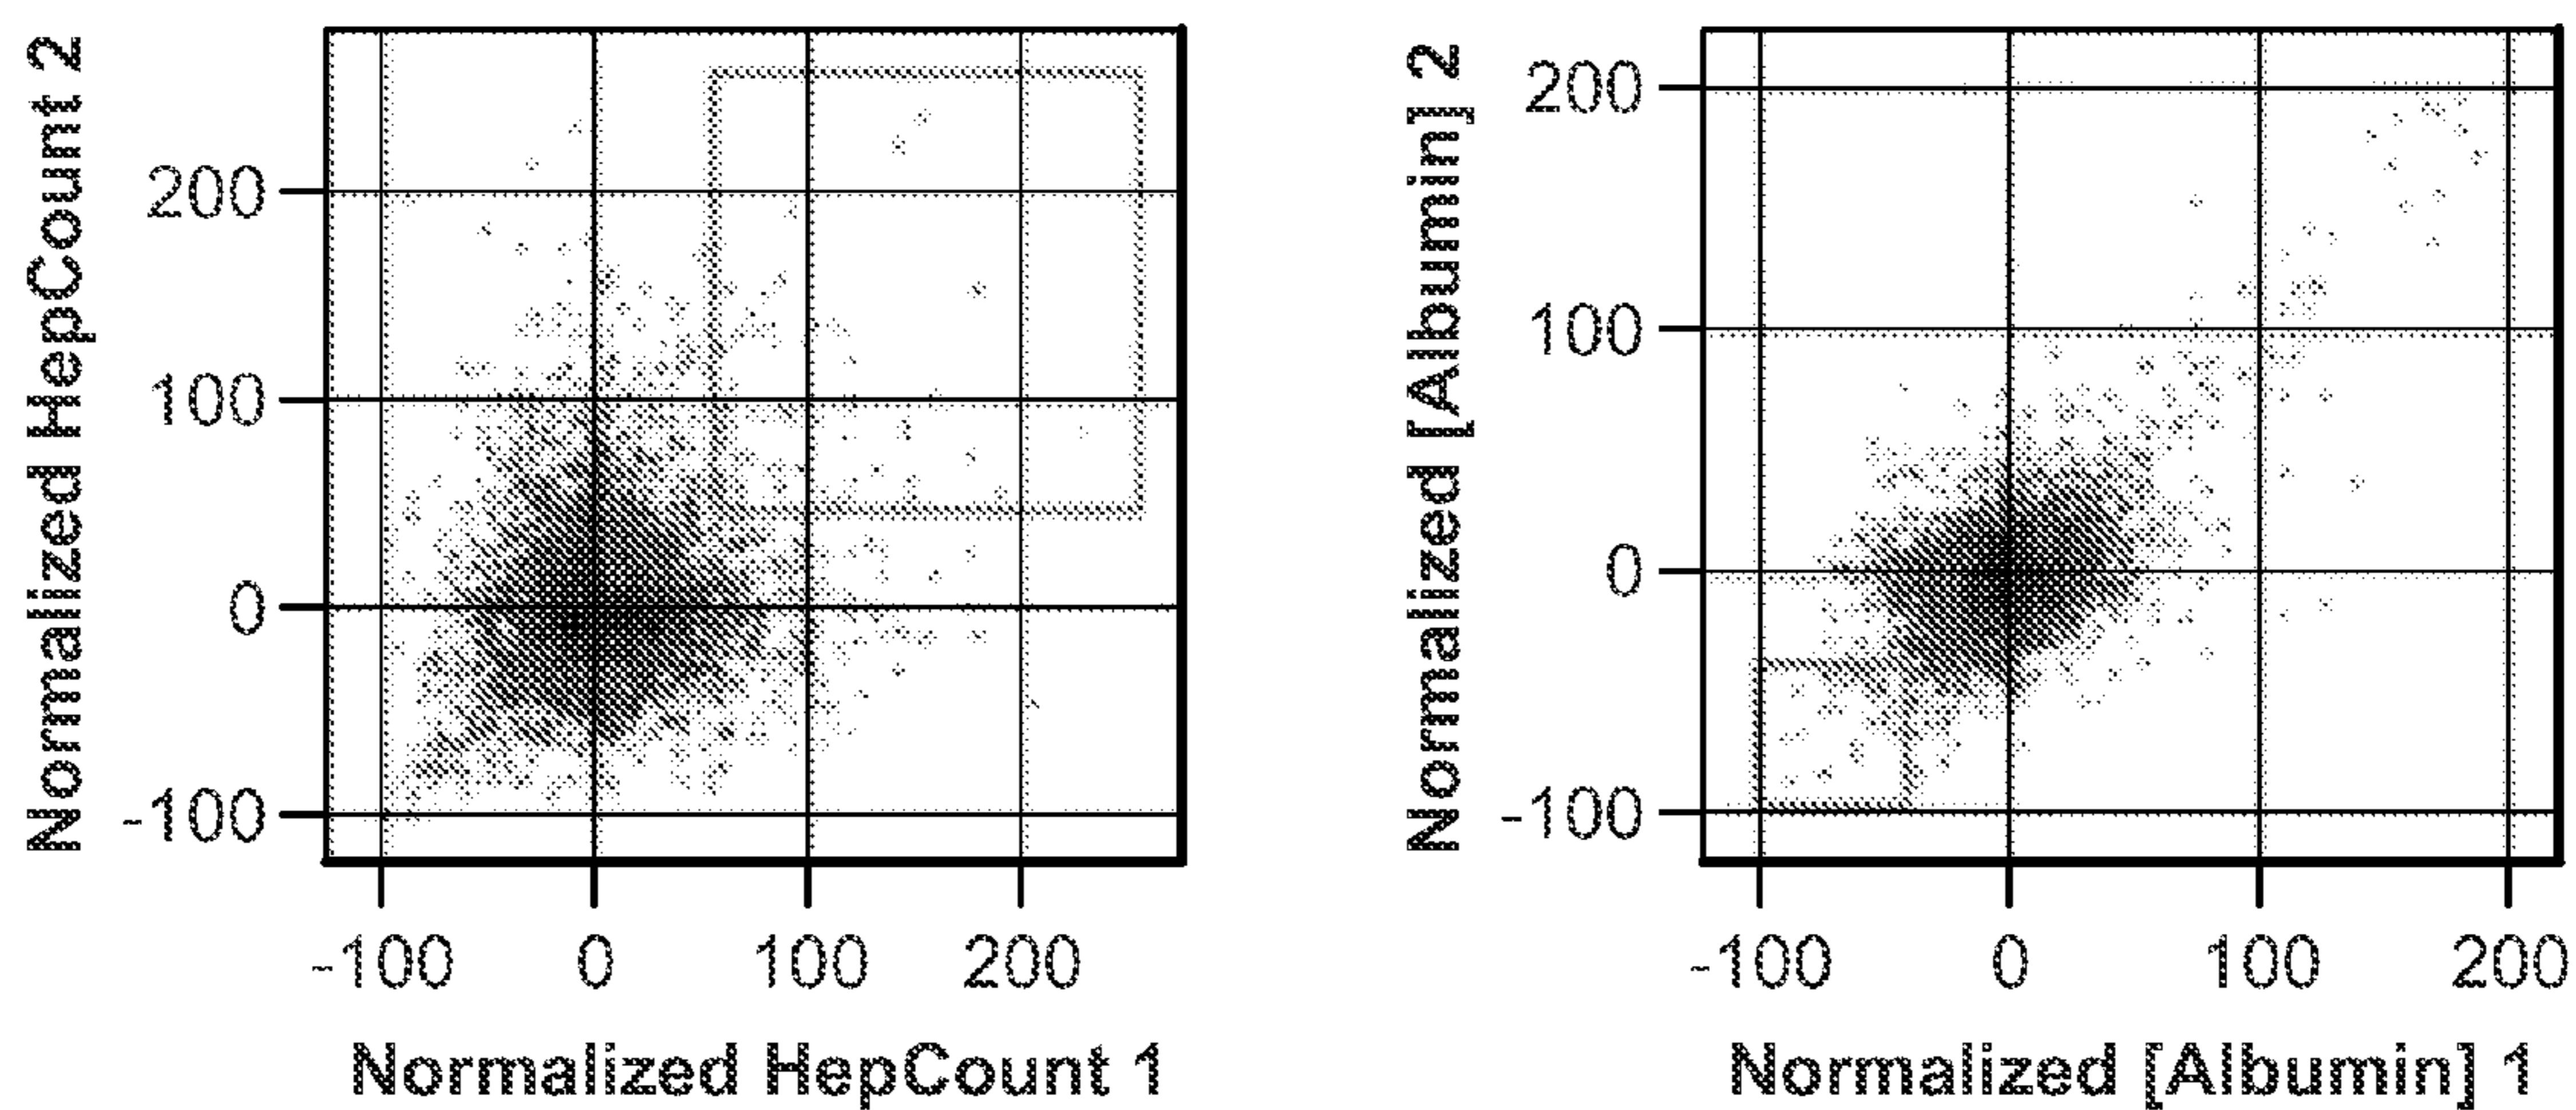 Normalized HepCount 2
200
100
0
-100
-100 0 100 200
Normalized HepCount 1
Normalized [Albumin] 2
200
100
0
-100
-100 0 100 200
Normalized [Albumin] 1